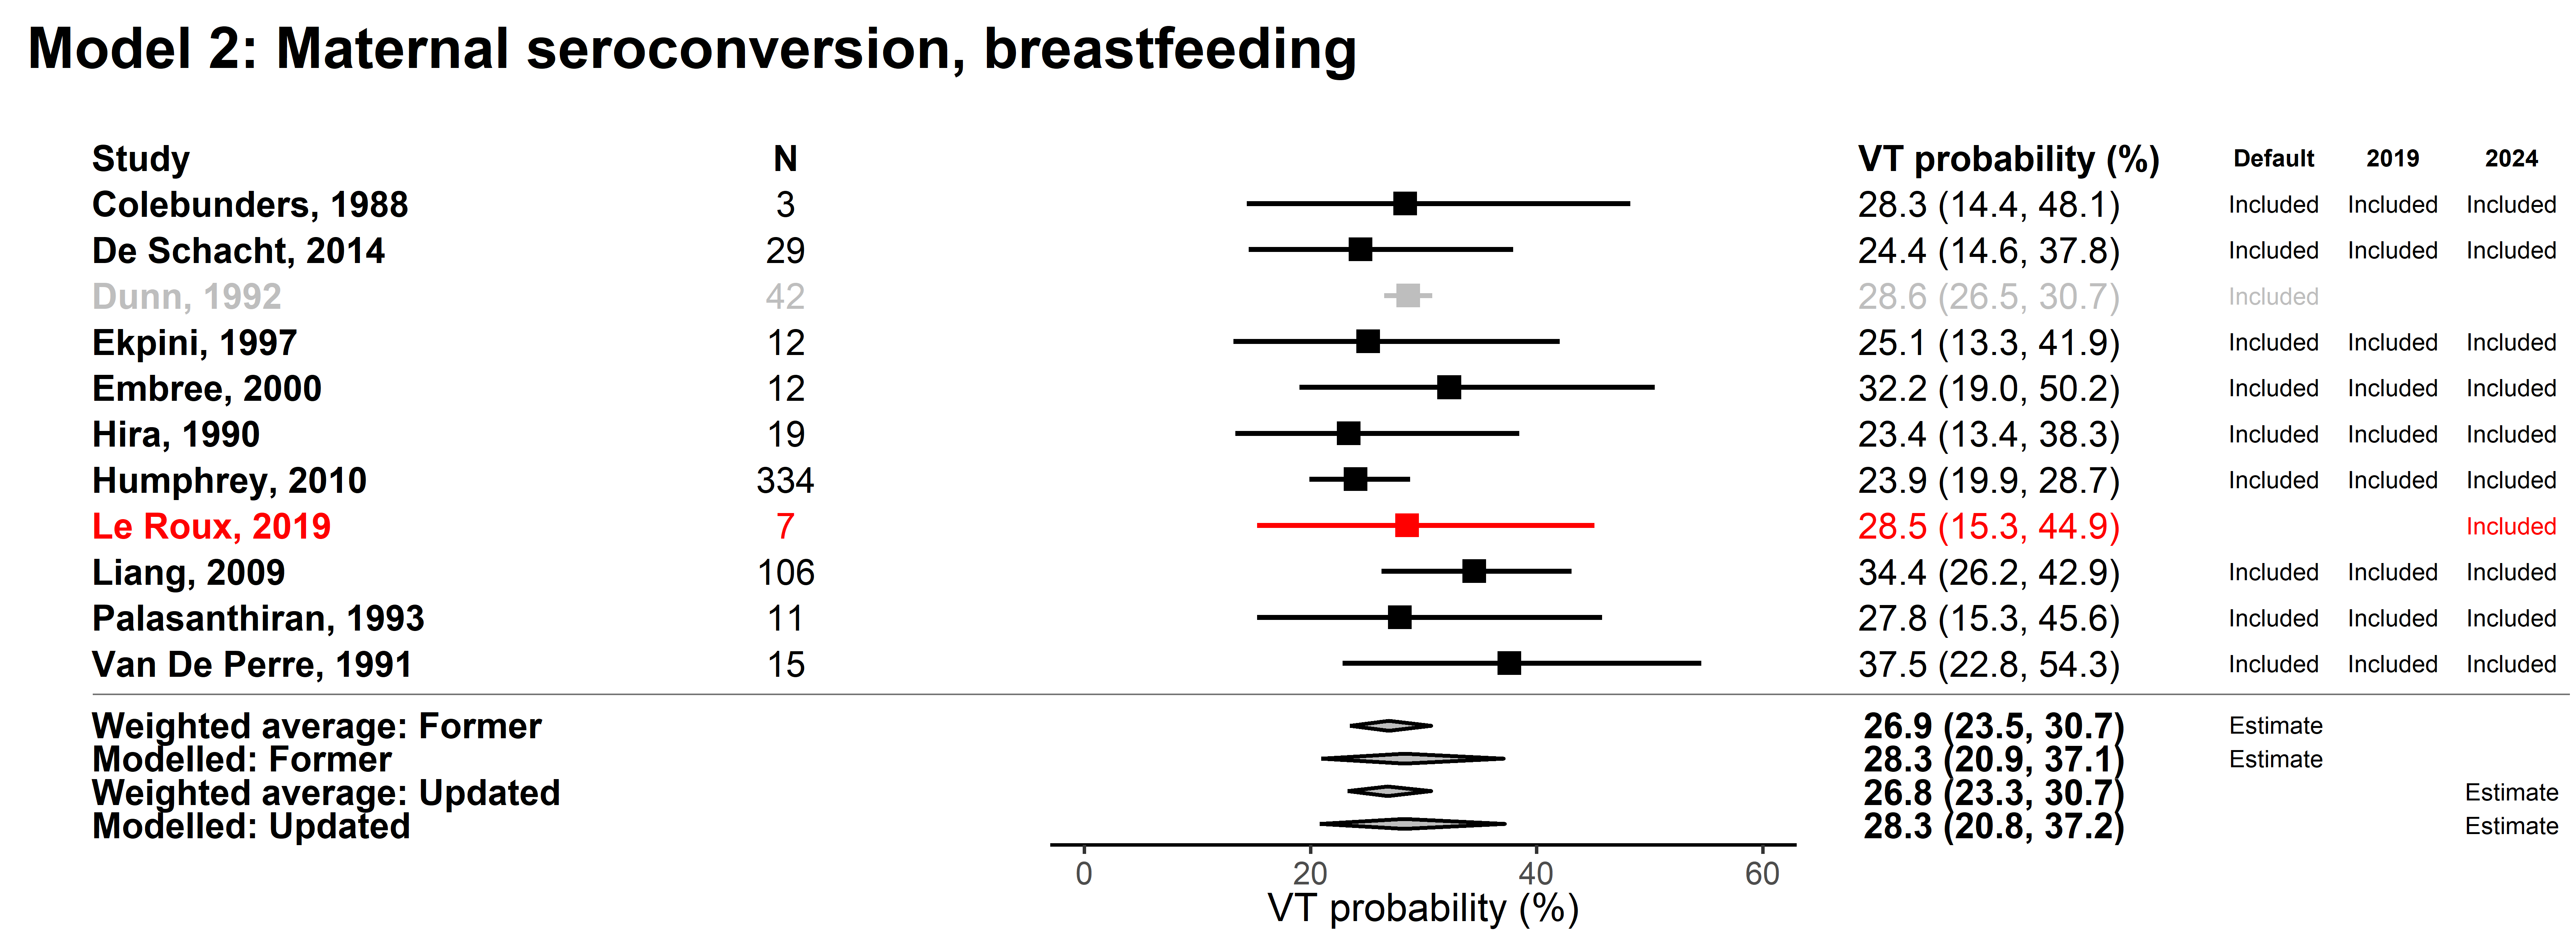 Model 2: Maternal seroconversion, breastfeeding
Study N VT probability (%) Default 2019 2024
Colebunders, 1988 3 28.3 (14.4, 48.1) Included Included Included
De Schacht, 2014 29 24.4 (14.6, 37.8) Included Included Included
Dunn, 1992 42 28.6 (26.5, 30.7) Included
Ekpini, 1997 12 25.1 (13.3, 41.9) Included Included Included
Embree, 2000 12 32.2 (19.0, 50.2) Included Included Included
Hira, 1990 19 23.4 (13.4, 38.3) Included Included Included
Humphrey, 2010 334 23.9 (19.9, 28.7) Included Included Included
Le Roux, 2019 7 28.5 (15.3, 44.9) Included
Liang, 2009 106 34.4 (26.2, 42.9) Included Included Included
Palasanthiran, 1993 11 27.8 (15.3, 45.6) Included Included Included
Van De Perre, 1991 15 37.5 (22.8, 54.3) Included Included Included
Weighted average: Former 26.9 (23.5, 30.7) Estimate
Modelled: Former 28.3 (20.9, 37.1) Estimate
Weighted average: Updated 26.8 (23.3, 30.7) Estimate
Modelled: Updated 28.3 (20.8, 37.2) Estimate
0 20 40 60
VT probability (%)